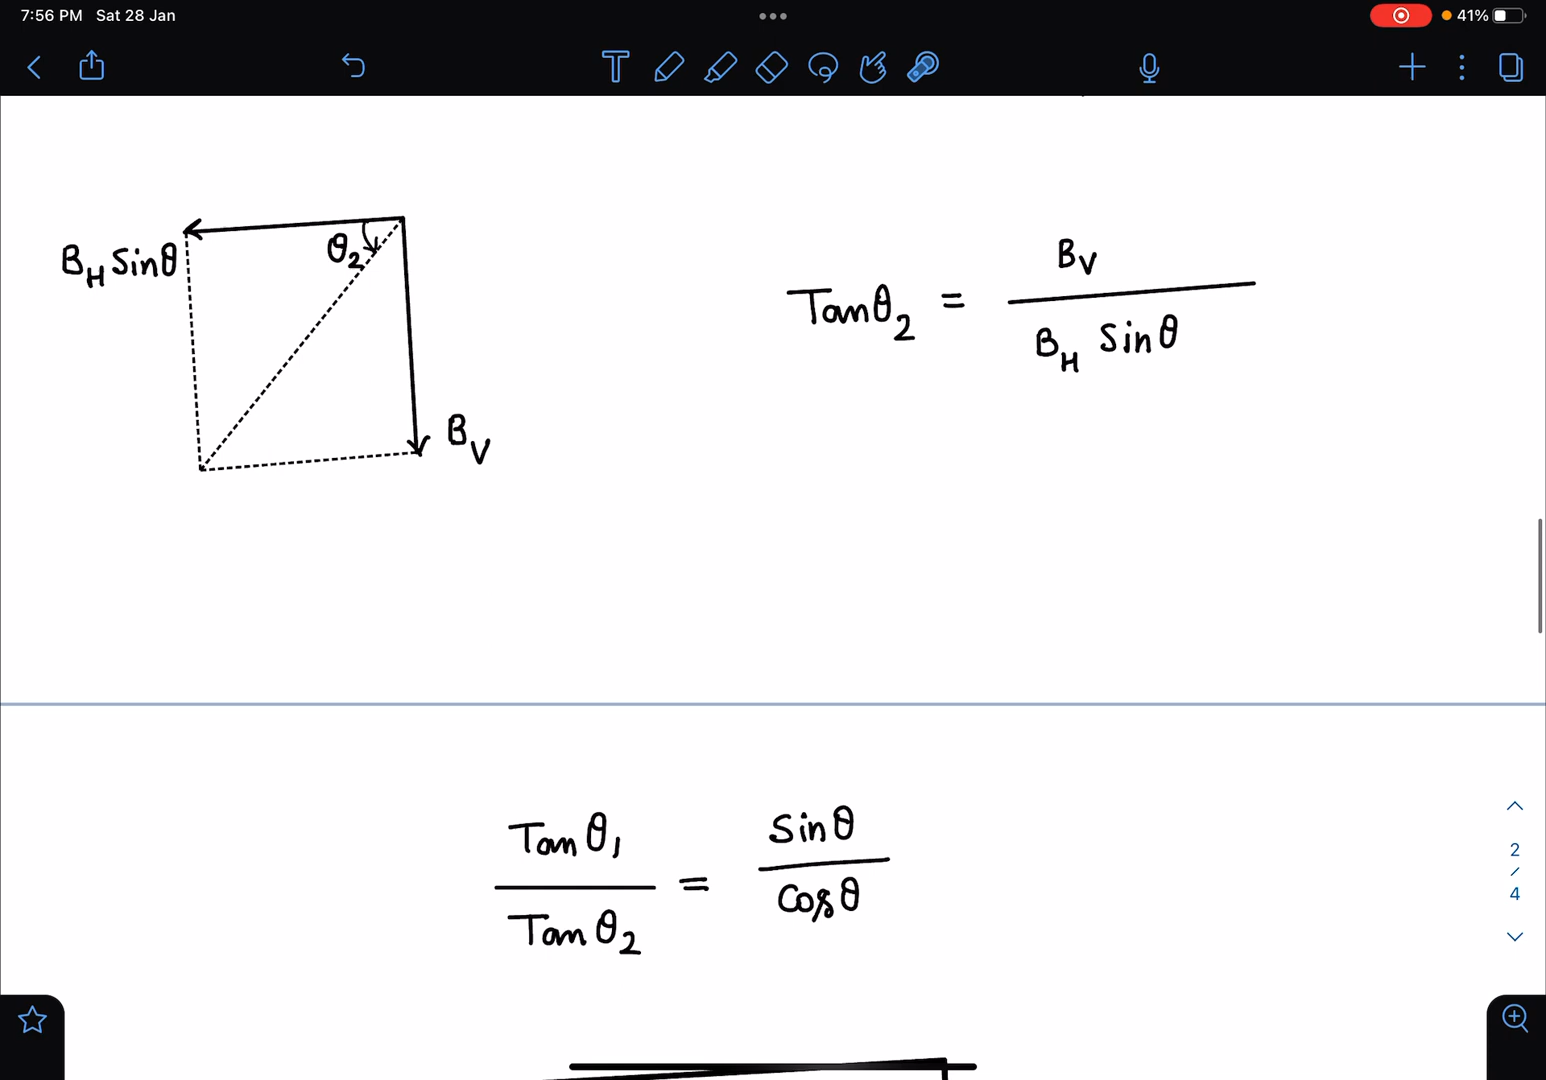 7:56 PM Sat 28 Jan
41%
B_H Sinθ
θ_2
B_V
Tanθ_2 = B_V / B_H Sinθ
Tanθ_1 / Tanθ_2 = Sinθ / Cosθ
2 / 4